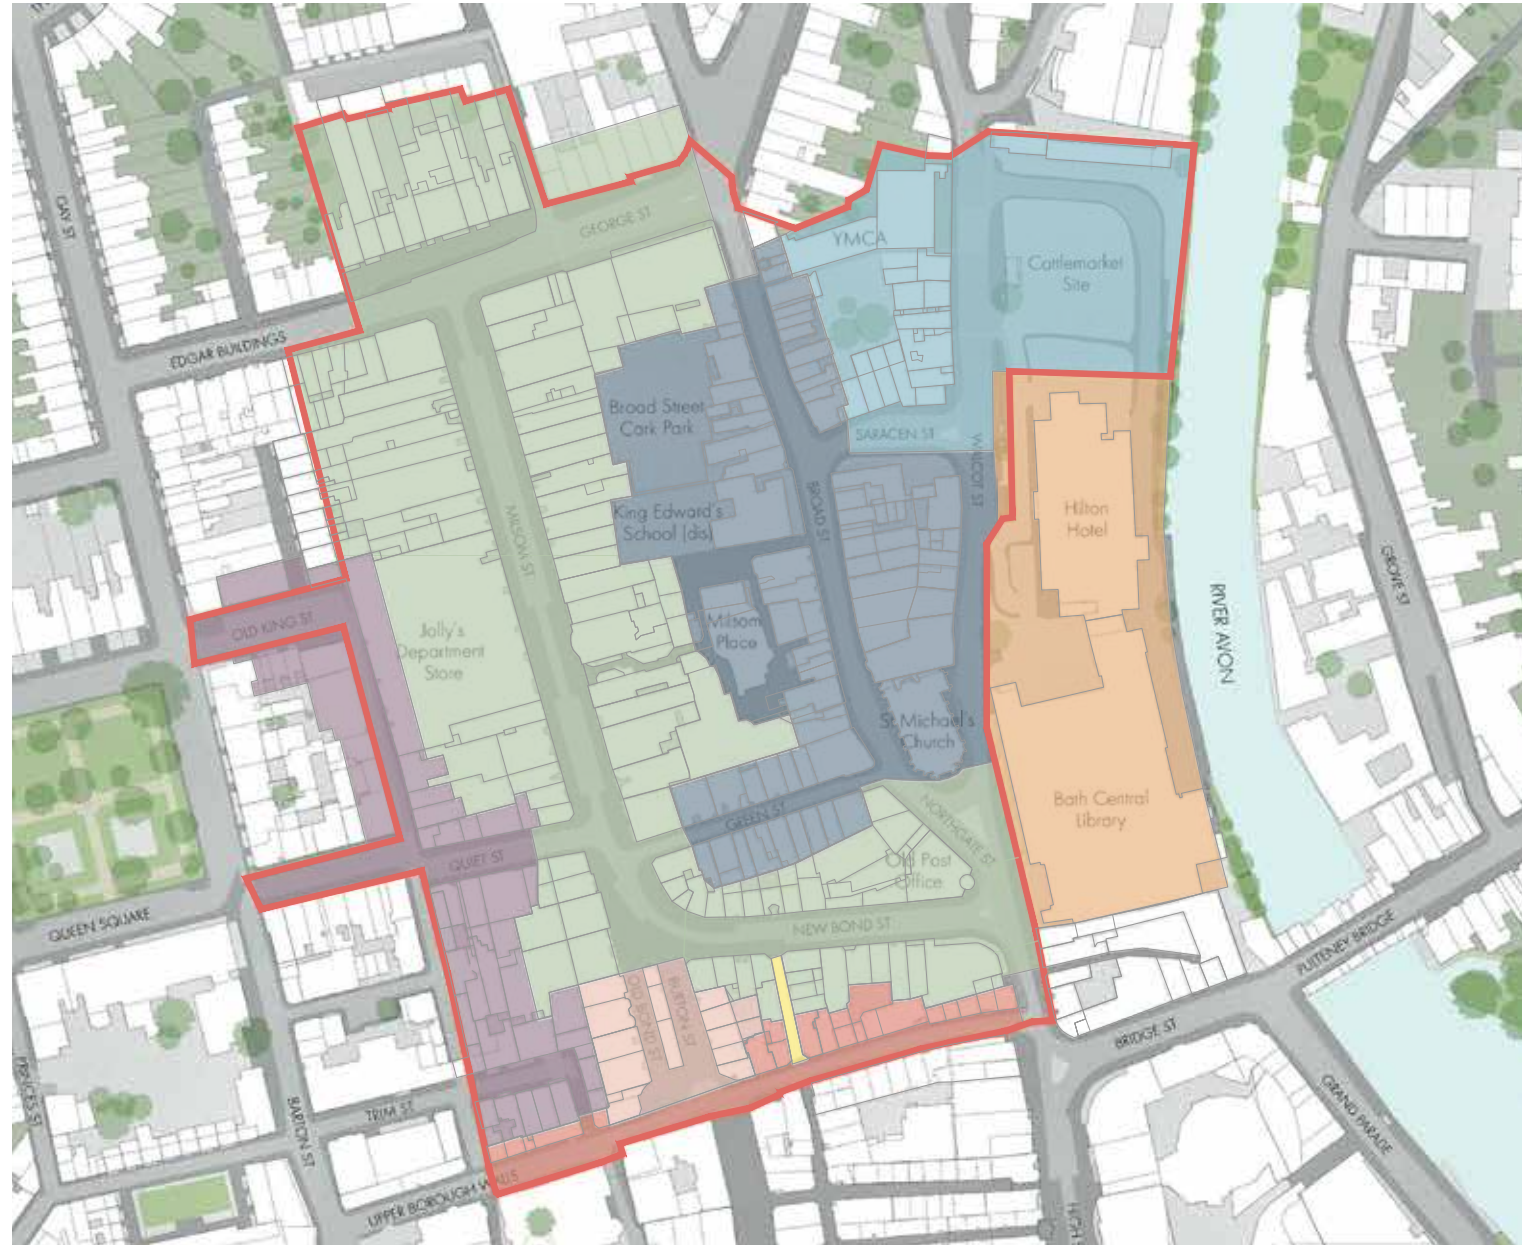 GAY ST
GEORGE ST
YMCA
Cattlemarket
Site
EDGAR BUILDINGS
Broad Street
Cark Park
SARACEN ST
WALCOT ST
MILSOM ST
BROAD ST
King Edward's
School (dis)
Hilton
Hotel
GROVE ST
RIVER AVON
OLD KING ST
Jolly's
Department
Store
Milsom
Place
St Michael's
Church
Bath Central
Library
GREEN ST
NORTHGATE ST
Old Post
Office
QUIET ST
NEW BOND ST
QUEEN SQUARE
PULTENEY BRIDGE
OLD BOND ST
BURTON ST
BRIDGE ST
PRINCES ST
BARTON ST
TRIM ST
GRAND PARADE
UPPER BOROUGH WALLS
HIGH S